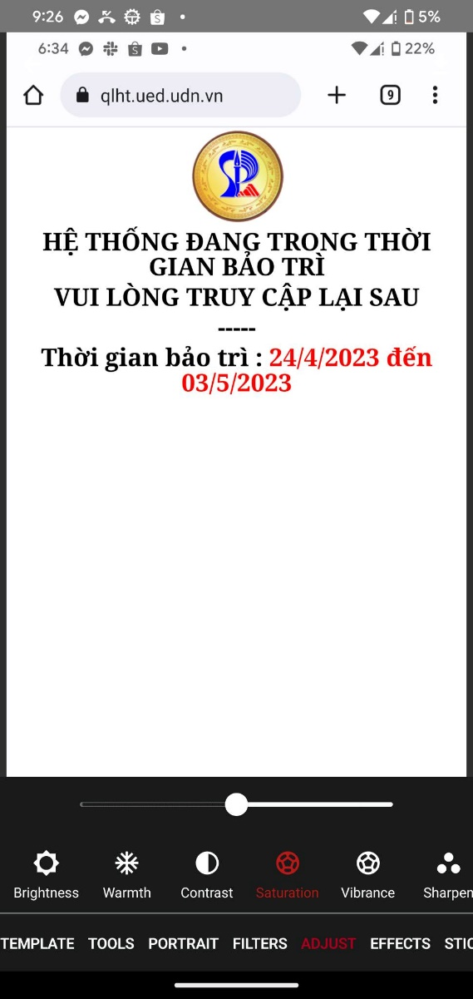 9:26 5%
6:34 22%
qlht.ued.udn.vn 9
HỆ THỐNG ĐANG TRONG THỜI
GIAN BẢO TRÌ
VUI LÒNG TRUY CẬP LẠI SAU
-----
Thời gian bảo trì : 24/4/2023 đến
03/5/2023
Brightness Warmth Contrast Saturation Vibrance Sharpen
TEMPLATE TOOLS PORTRAIT FILTERS ADJUST EFFECTS STIC